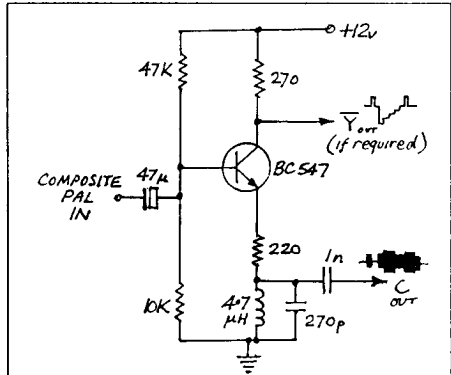 +12v
47K
270
Y OUT
(if required)
BC547
COMPOSITE
PAL
IN
47μ
220
1n
C
OUT
10K
4.7
μH
270p